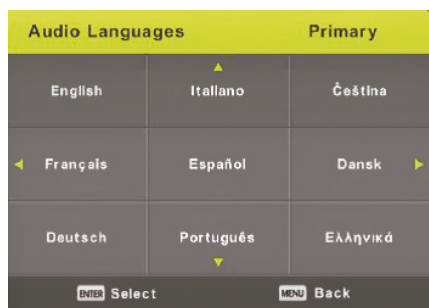 Audio Languages Primary
English Italiano Čeština
Français Español Dansk
Deutsch Português Ελληνικά
ENTER Select MENU Back